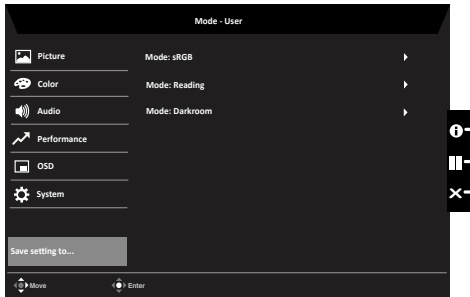 Mode - User
Picture
Mode: sRGB
Color
Mode: Reading
Audio
Mode: Darkroom
Performance
OSD
System
Save setting to...
Move Enter